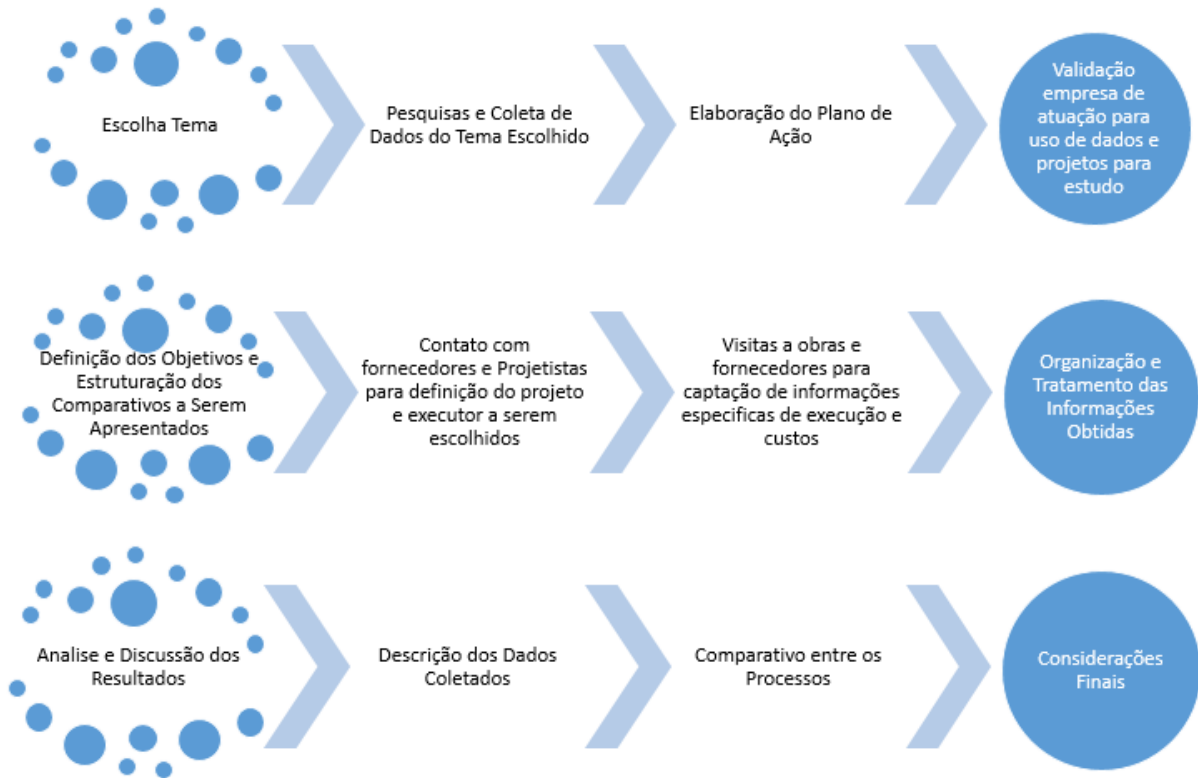 Escolha Tema
Pesquisas e Coleta de
Dados do Tema Escolhido
Elaboração do Plano de
Ação
Validação
empresa de
atuação para
uso de dados e
projetos para
estudo
Definição dos Objetivos e
Estruturação dos
Comparativos a Serem
Apresentados
Contato com
fornecedores e Projetistas
para definição do projeto
e executor a serem
escolhidos
Visitas a obras e
fornecedores para
captação de informações
especificas de execução e
custos
Organização e
Tratamento das
Informações
Obtidas
Analise e Discussão dos
Resultados
Descrição dos Dados
Coletados
Comparativo entre os
Processos
Considerações
Finais